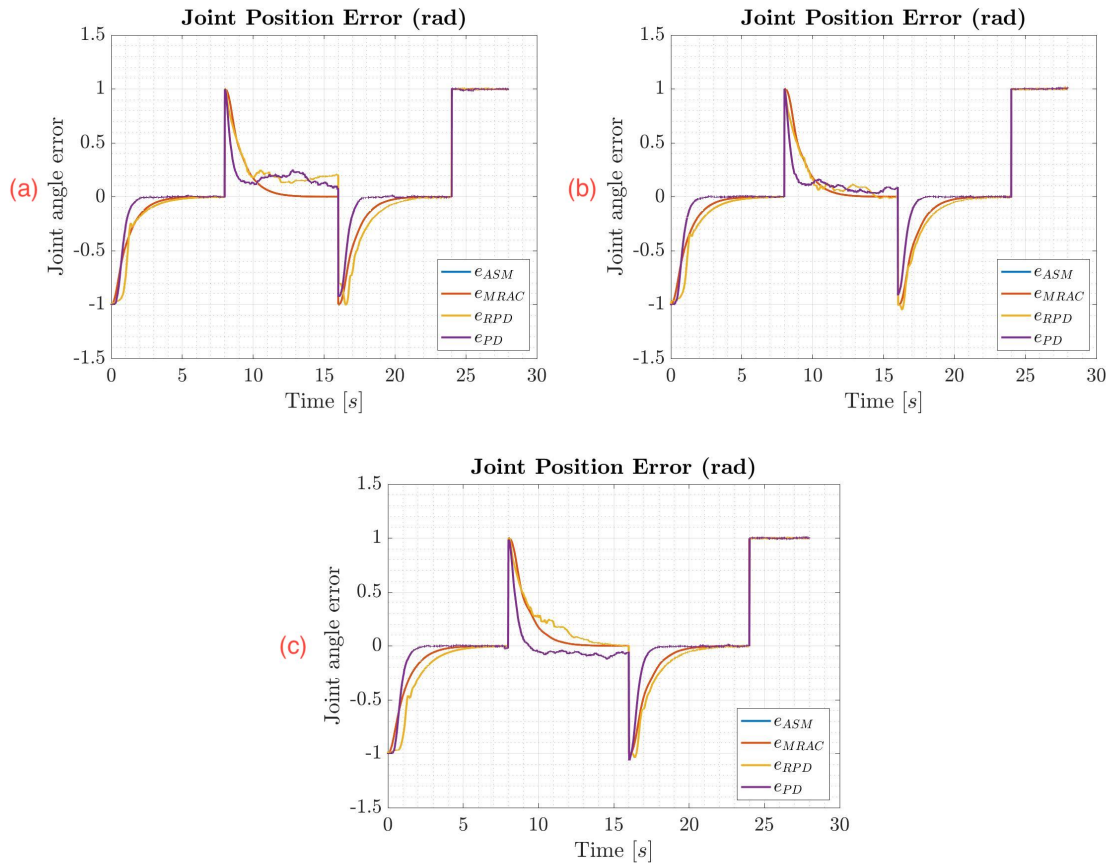 Joint Position Error (rad)
1.5
1
0.5
0
-0.5
-1
-1.5
Joint angle error
(a)
0
5
10
15
20
25
30
Time [s]
e_ASM
e_MRAC
e_RPD
e_PD
Joint Position Error (rad)
1.5
1
0.5
0
-0.5
-1
-1.5
Joint angle error
(b)
0
5
10
15
20
25
30
Time [s]
e_ASM
e_MRAC
e_RPD
e_PD
Joint Position Error (rad)
1.5
1
0.5
0
-0.5
-1
-1.5
Joint angle error
(c)
0
5
10
15
20
25
30
Time [s]
e_ASM
e_MRAC
e_RPD
e_PD